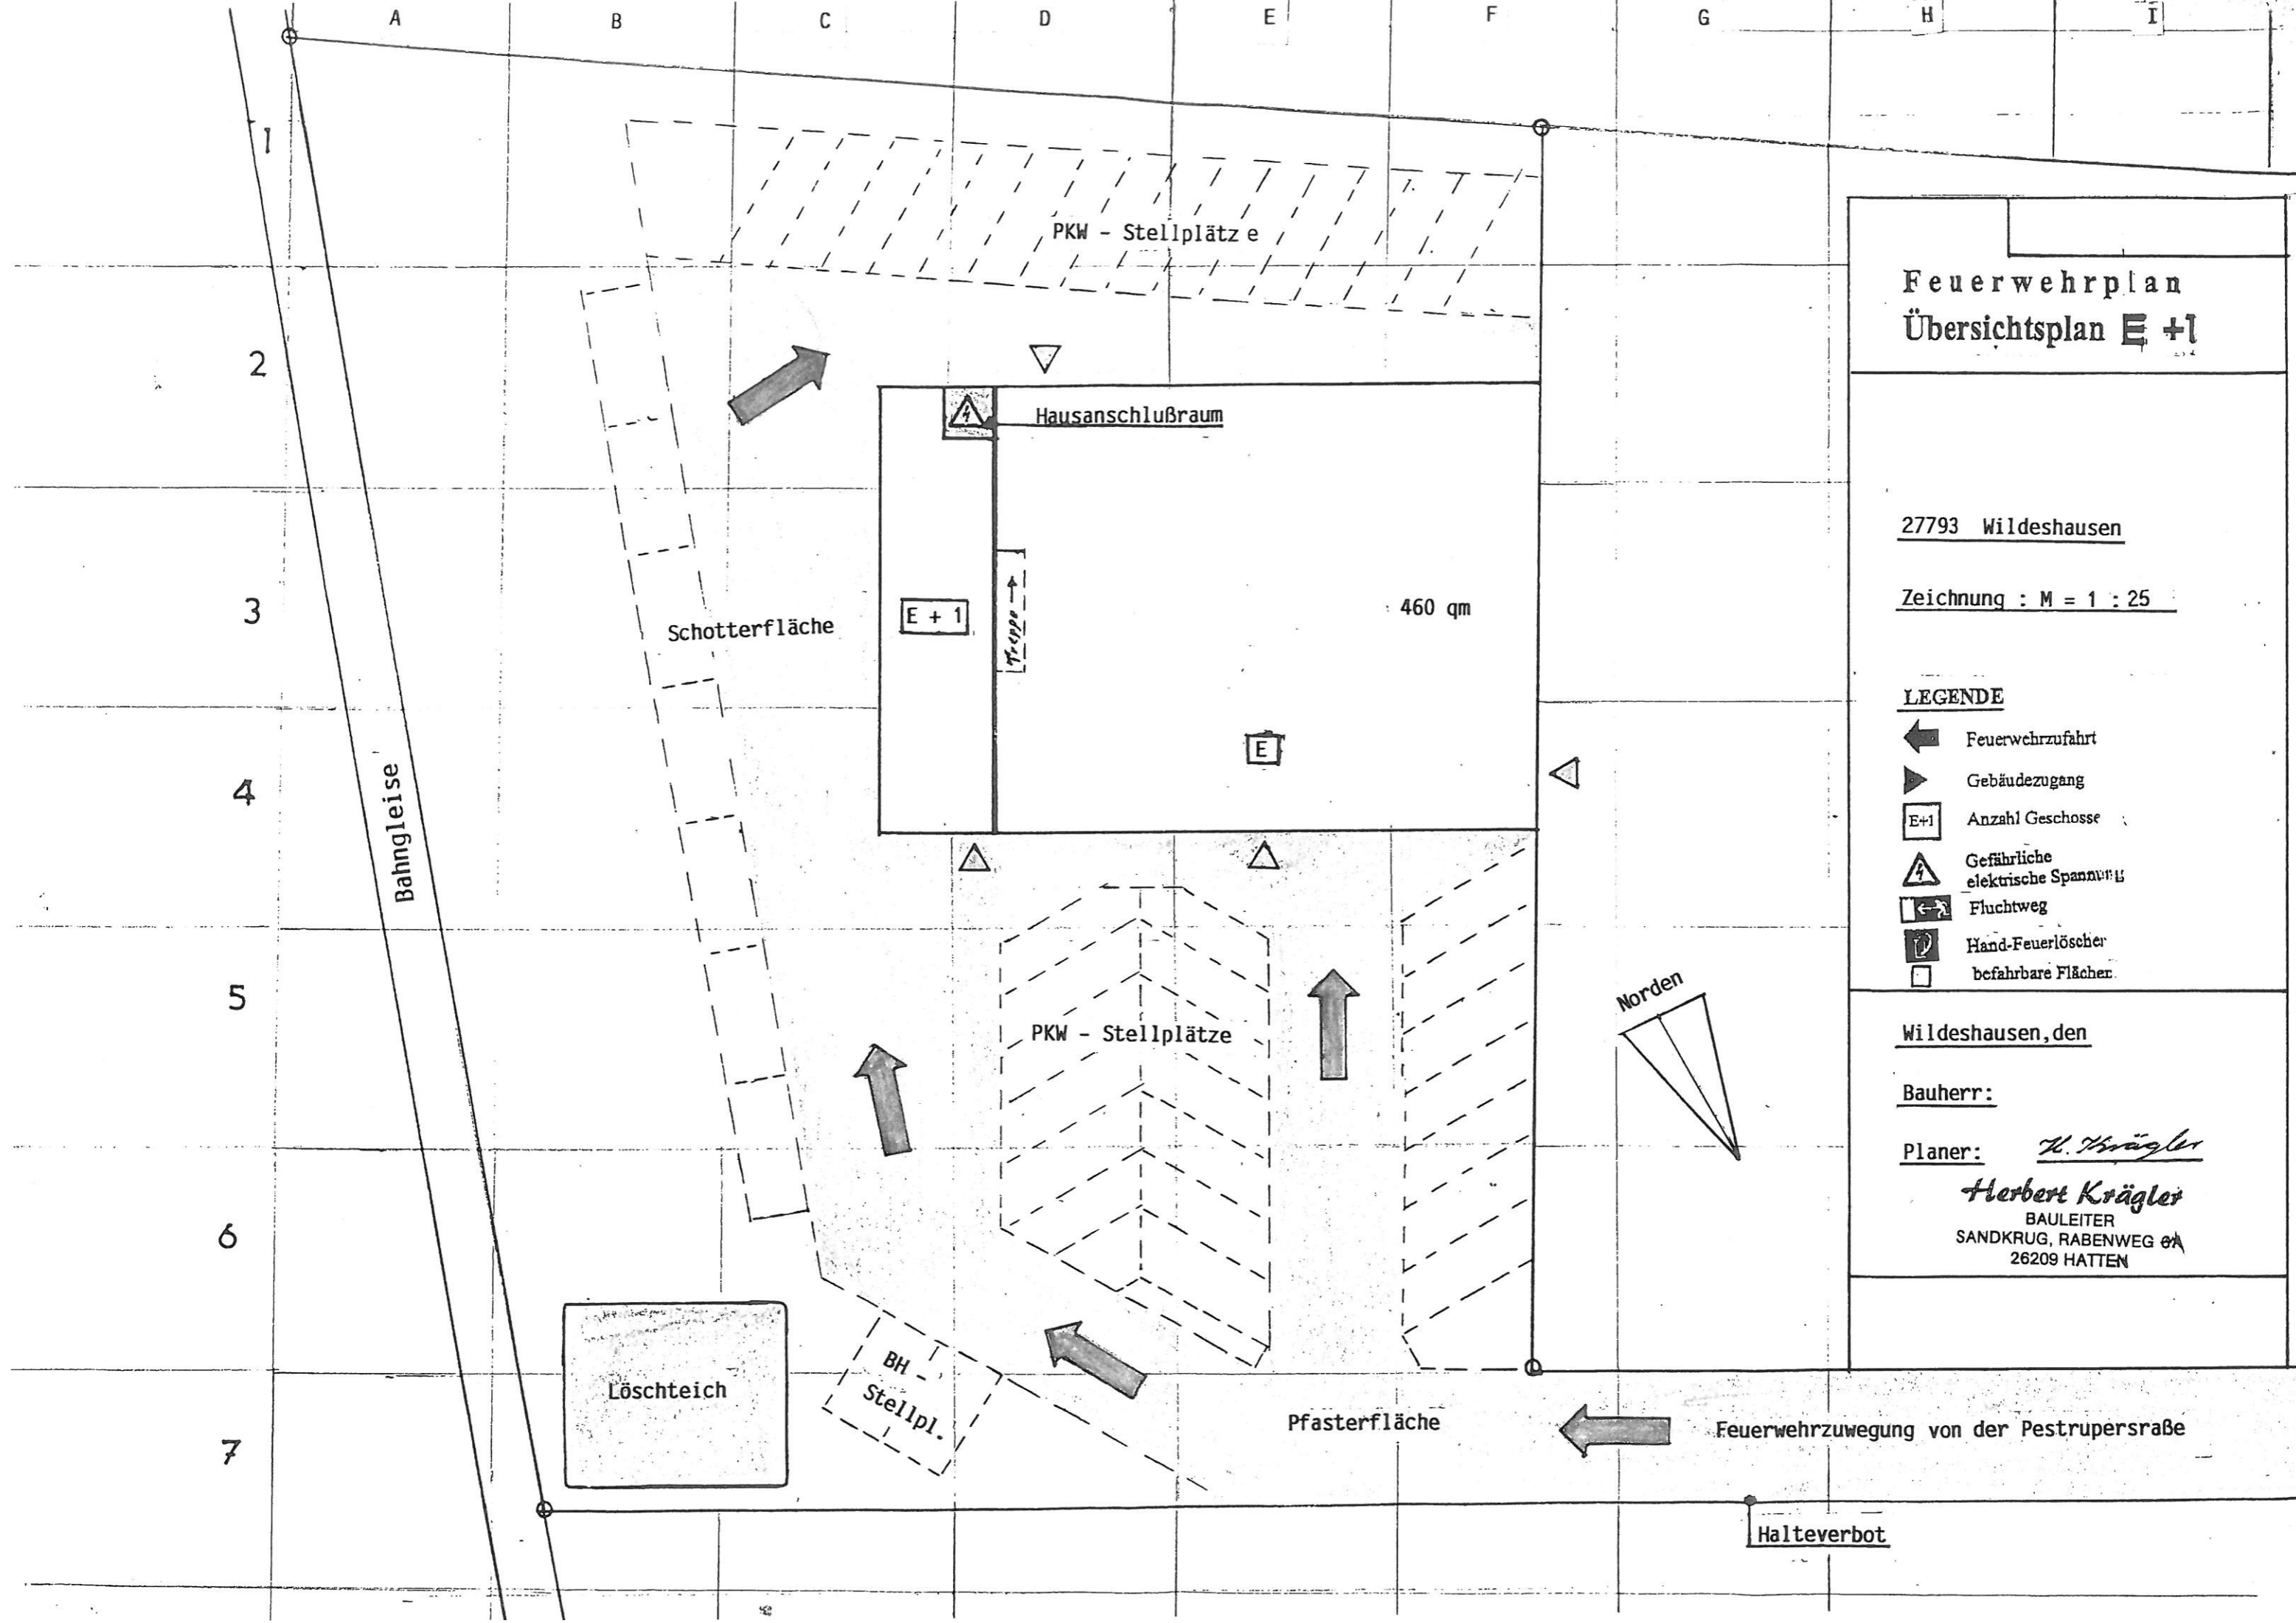 A B C D E F G H I
1
PKW - Stellplätze
2
Hausanschlußraum
3
Schotterfläche
E + 1
Treppe
460 qm
E
4
Bahngleise
5
PKW - Stellplätze
Norden
6
BH -
Stellpl.
Löschteich
7
Pfasterfläche
Feuerwehrzuwegung von der Pestrupersraße
Halteverbot
Feuerwehrplan
Übersichtsplan E +1
27793 Wildeshausen
Zeichnung : M = 1 : 25
LEGENDE
Feuerwehrzufahrt
Gebäudezugang
E+1 Anzahl Geschosse
Gefährliche
elektrische Spannung
Fluchtweg
Hand-Feuerlöscher
befahrbare Flächen
Wildeshausen,den
Bauherr:
Planer: H. Krägler
Herbert Krägler
BAULEITER
SANDKRUG, RABENWEG
26209 HATTEN